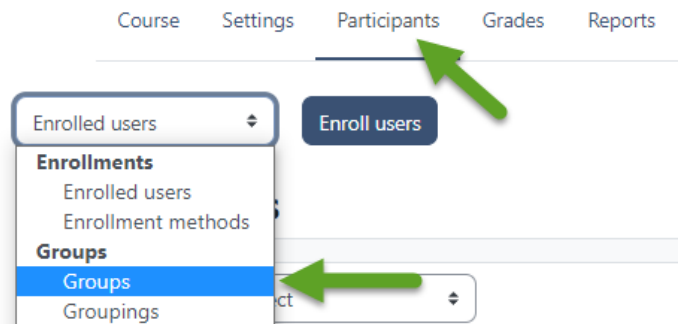 Course Settings Participants Grades Reports
Enrolled users Enroll users
Enrollments
Enrolled users
Enrollment methods
Groups
Groups
Groupings